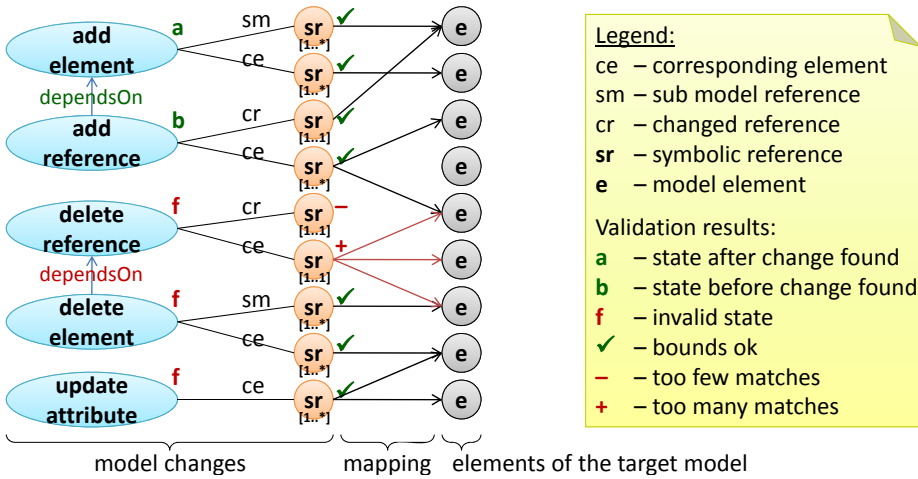 add
element
a
sm
sr
[1..*]
✓
e
ce
sr
[1..*]
✓
e
dependsOn
add
reference
b
cr
sr
[1..1]
✓
e
ce
sr
[1..*]
✓
e
delete
reference
f
cr
sr
[1..1]
–
e
ce
sr
[1..1]
+
e
dependsOn
delete
element
f
sm
sr
[1..*]
✓
e
ce
sr
[1..*]
✓
e
update
attribute
f
ce
sr
[1..*]
✓
e
model changes
mapping
elements of the target model
Legend:
ce – corresponding element
sm – sub model reference
cr – changed reference
sr – symbolic reference
e – model element
Validation results:
a – state after change found
b – state before change found
f – invalid state
✓ – bounds ok
– – too few matches
+ – too many matches